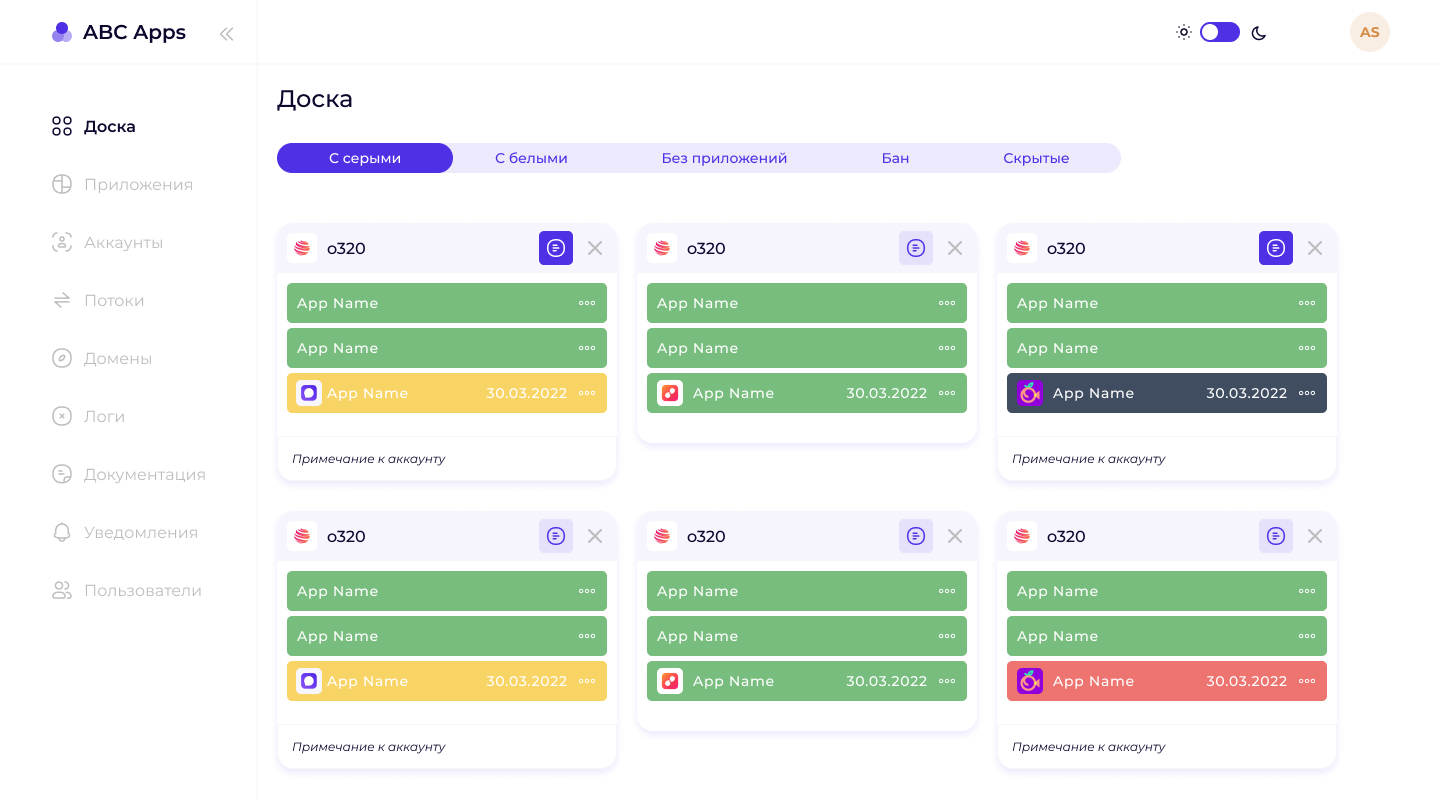 ABC Apps
AS
Доска
Приложения
Аккаунты
Потоки
Домены
Логи
Документация
Уведомления
Пользователи
Доска
С серыми
С белыми
Без приложений
Бан
Скрытые
o320
App Name
App Name
App Name 30.03.2022
Примечание к аккаунту
o320
App Name
App Name
App Name 30.03.2022
o320
App Name
App Name
App Name 30.03.2022
Примечание к аккаунту
o320
App Name
App Name
App Name 30.03.2022
Примечание к аккаунту
o320
App Name
App Name
App Name 30.03.2022
o320
App Name
App Name
App Name 30.03.2022
Примечание к аккаунту